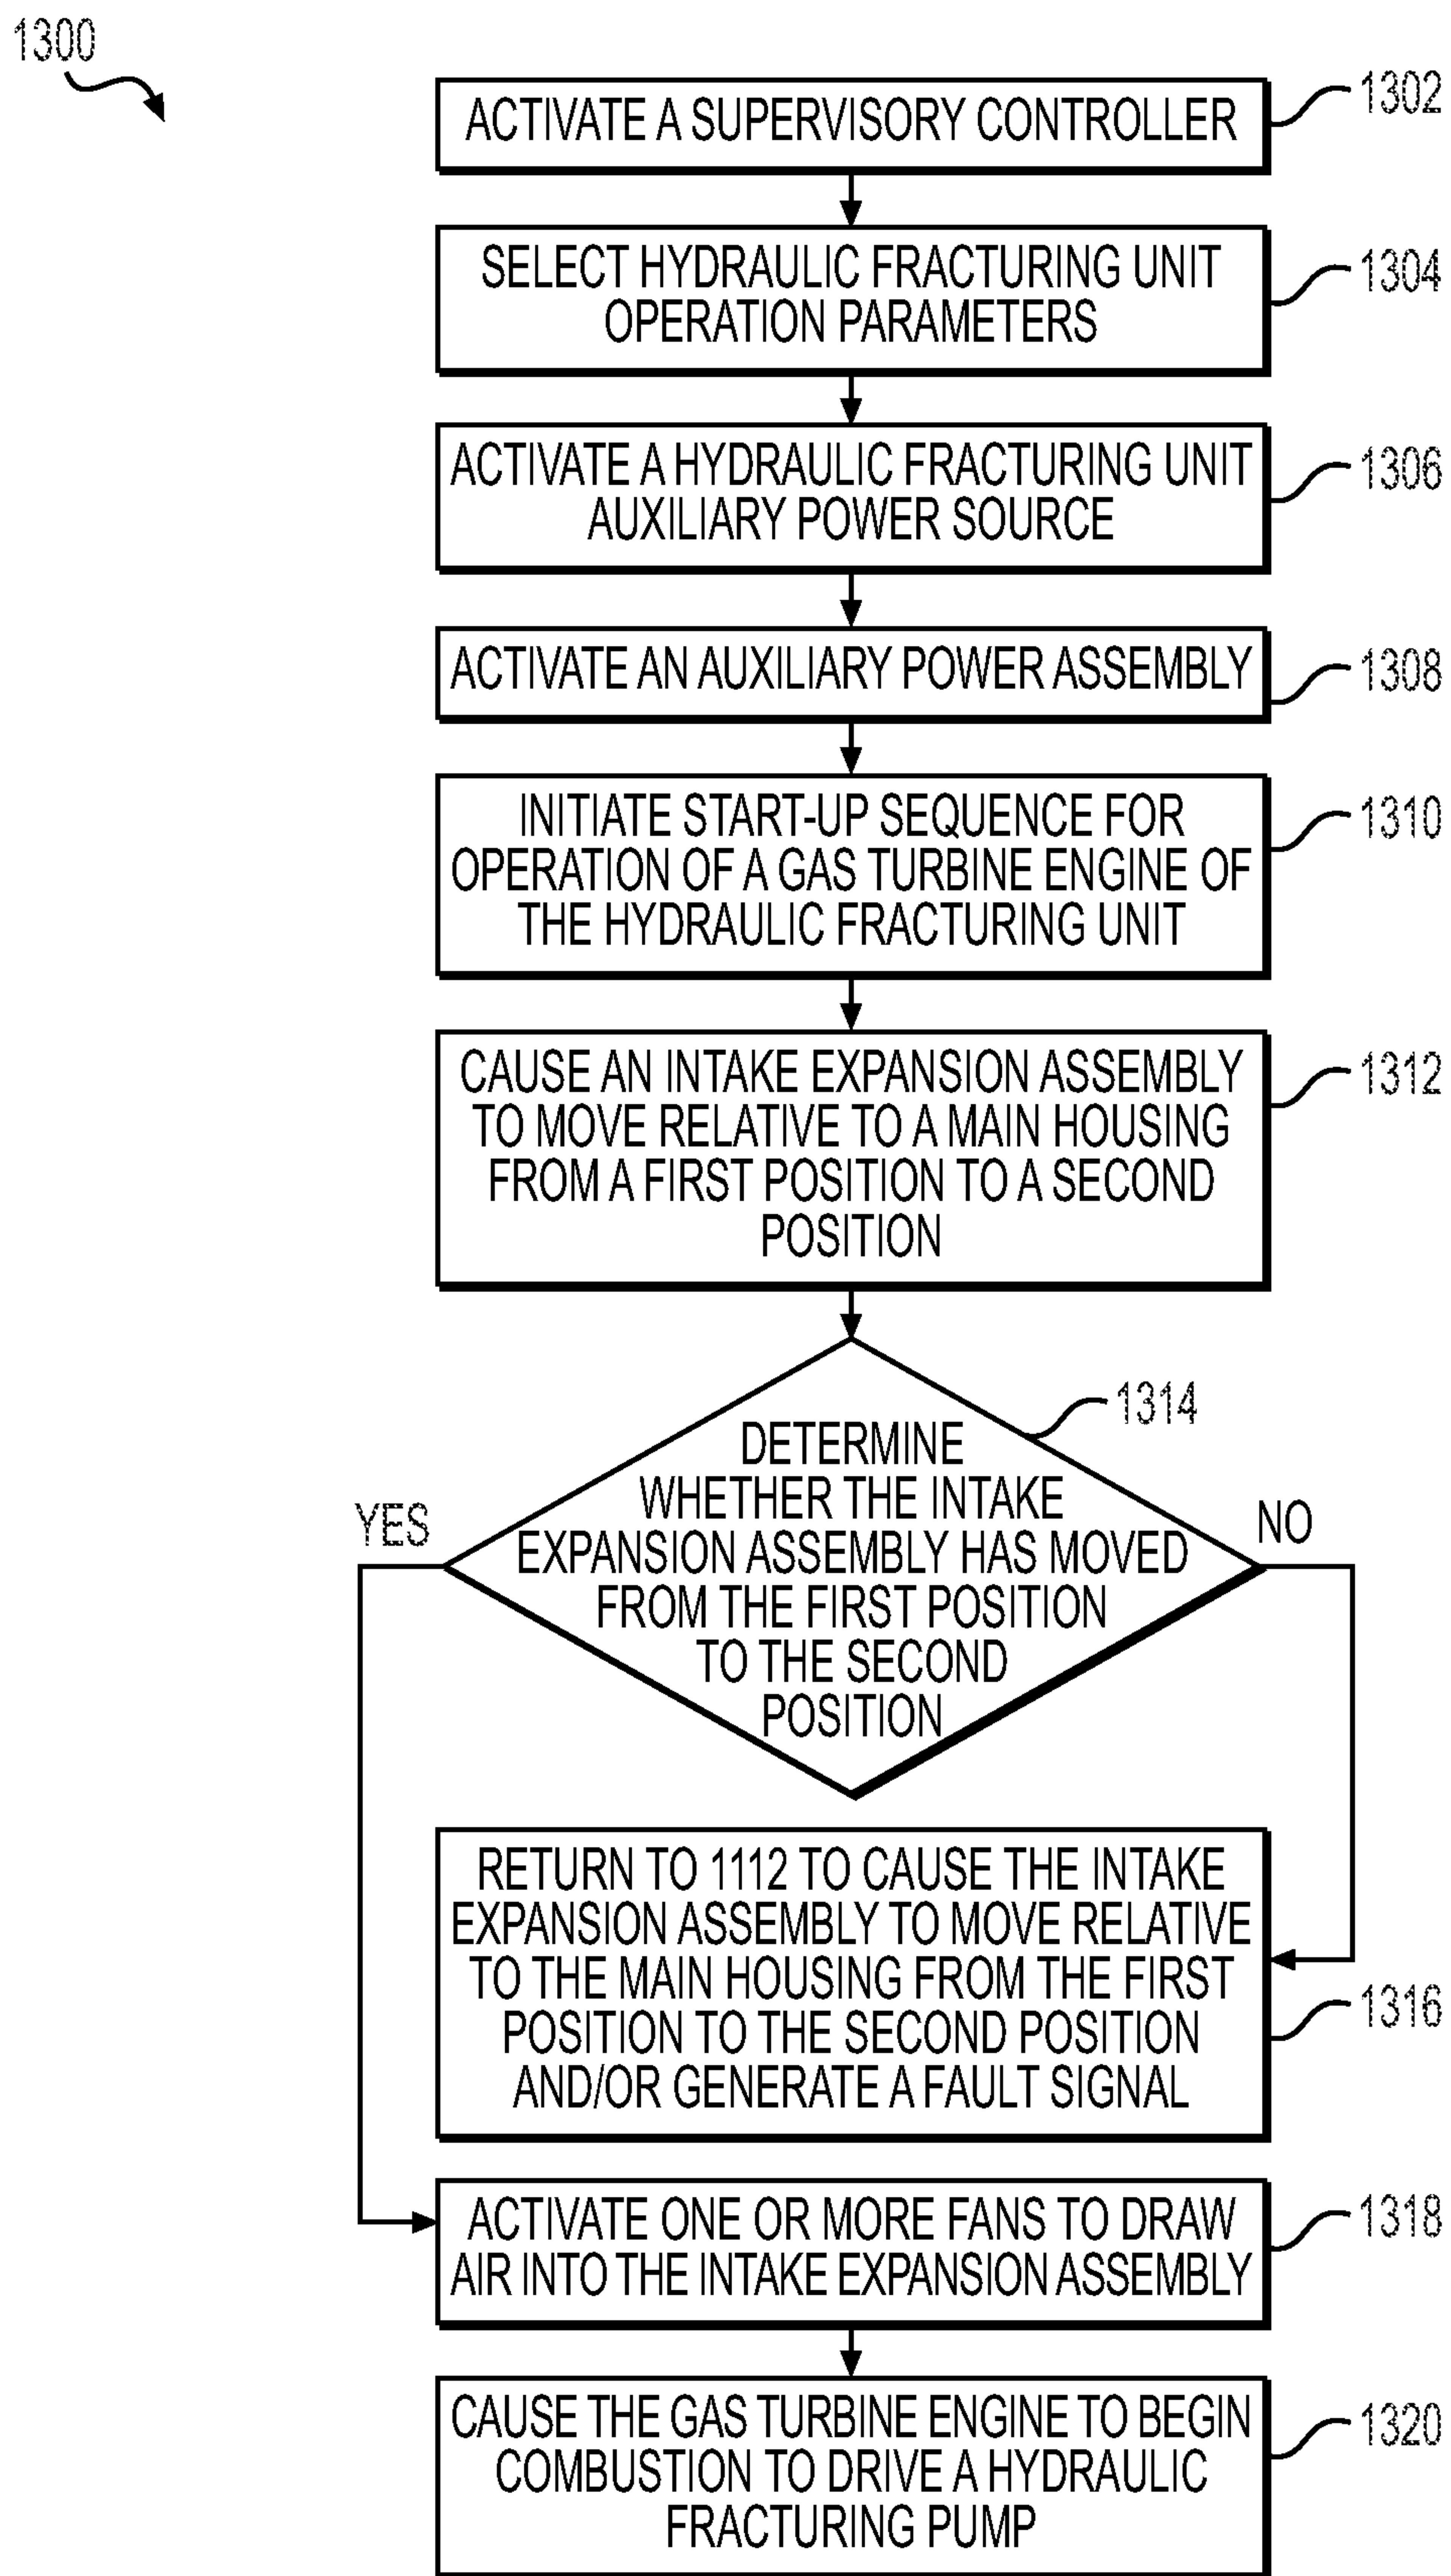 1300
ACTIVATE A SUPERVISORY CONTROLLER
1302
SELECT HYDRAULIC FRACTURING UNIT
OPERATION PARAMETERS
1304
ACTIVATE A HYDRAULIC FRACTURING UNIT
AUXILIARY POWER SOURCE
1306
ACTIVATE AN AUXILIARY POWER ASSEMBLY
1308
INITIATE START-UP SEQUENCE FOR
OPERATION OF A GAS TURBINE ENGINE OF
THE HYDRAULIC FRACTURING UNIT
1310
CAUSE AN INTAKE EXPANSION ASSEMBLY
TO MOVE RELATIVE TO A MAIN HOUSING
FROM A FIRST POSITION TO A SECOND
POSITION
1312
DETERMINE
WHETHER THE INTAKE
EXPANSION ASSEMBLY HAS MOVED
FROM THE FIRST POSITION
TO THE SECOND
POSITION
1314
YES
NO
RETURN TO 1112 TO CAUSE THE INTAKE
EXPANSION ASSEMBLY TO MOVE RELATIVE
TO THE MAIN HOUSING FROM THE FIRST
POSITION TO THE SECOND POSITION
AND/OR GENERATE A FAULT SIGNAL
1316
ACTIVATE ONE OR MORE FANS TO DRAW
AIR INTO THE INTAKE EXPANSION ASSEMBLY
1318
CAUSE THE GAS TURBINE ENGINE TO BEGIN
COMBUSTION TO DRIVE A HYDRAULIC
FRACTURING PUMP
1320